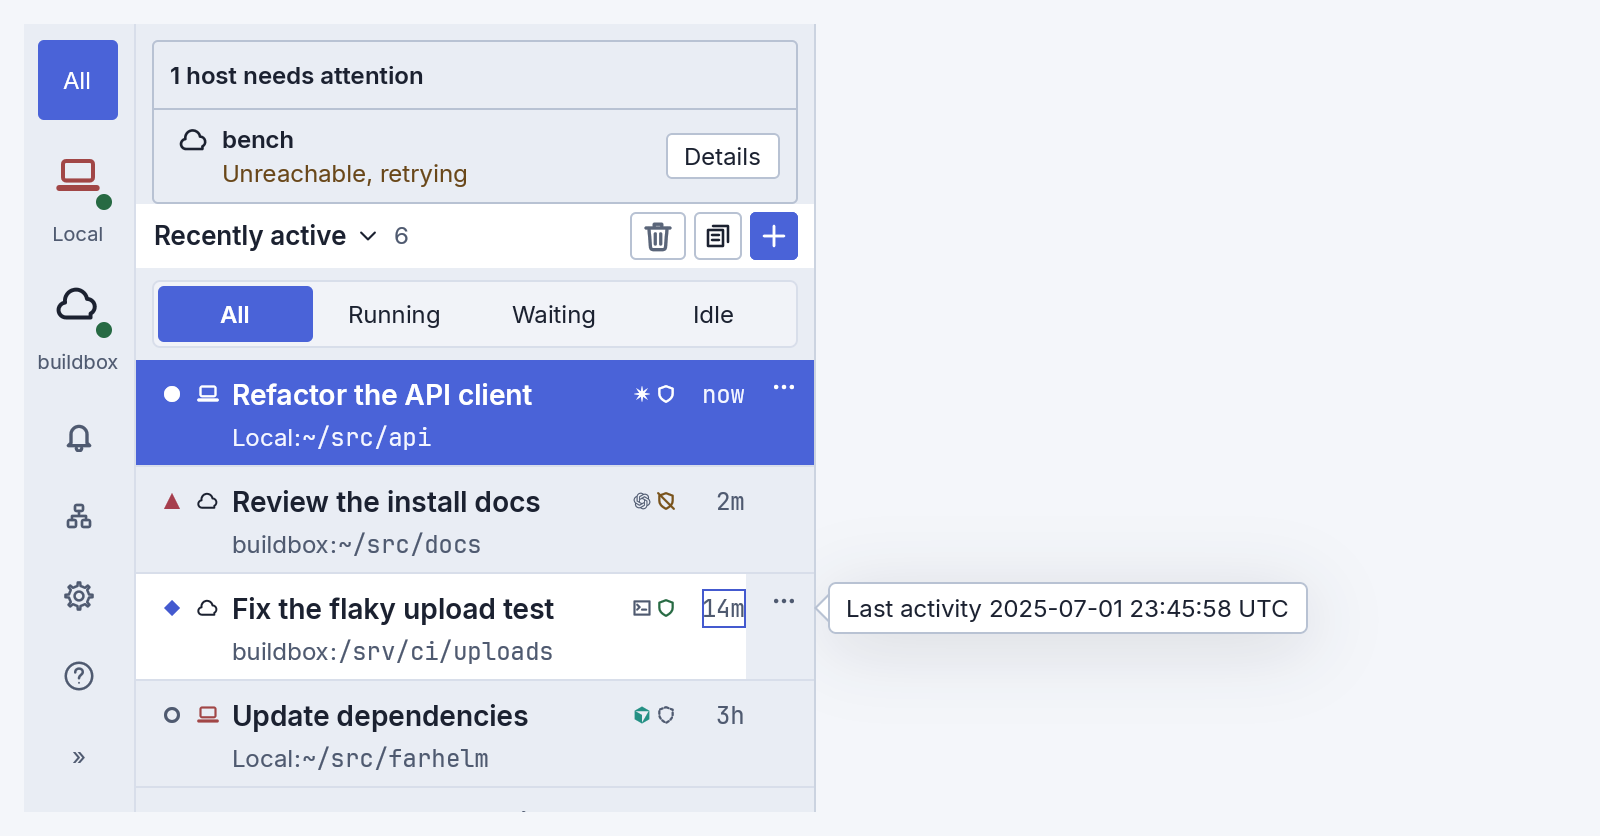 All
Local
buildbox
»
1 host needs attention
bench
Unreachable, retrying
Details
Recently active 6
All Running Waiting Idle
Refactor the API client now ...
Local:~/src/api
Review the install docs 2m
buildbox:~/src/docs
Fix the flaky upload test 14m ...
buildbox:/srv/ci/uploads
Last activity 2025-07-01 23:45:58 UTC
Update dependencies 3h
Local:~/src/farhelm